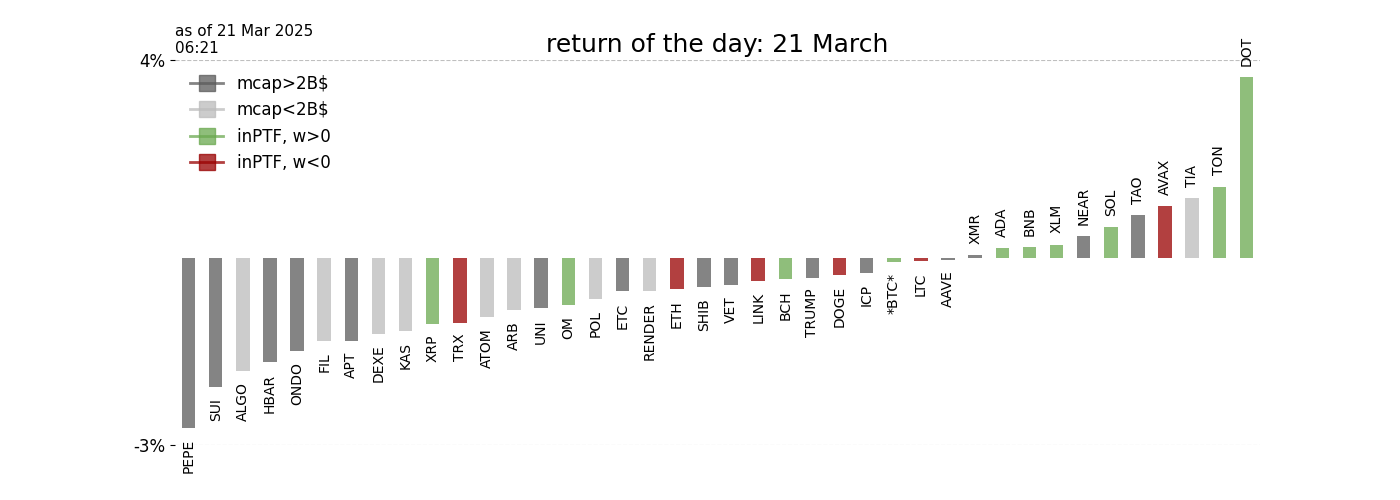 as of 21 Mar 2025
06:21
return of the day: 21 March
4%
mcap>2B$
mcap<2B$
inPTF, w>0
inPTF, w<0
-3%
PEPE
SUI
ALGO
HBAR
ONDO
FIL
APT
DEXE
KAS
XRP
TRX
ATOM
ARB
UNI
OM
POL
ETC
RENDER
ETH
SHIB
VET
LINK
BCH
TRUMP
DOGE
ICP
*BTC*
LTC
AAVE
XMR
ADA
BNB
XLM
NEAR
SOL
TAO
AVAX
TIA
TON
DOT